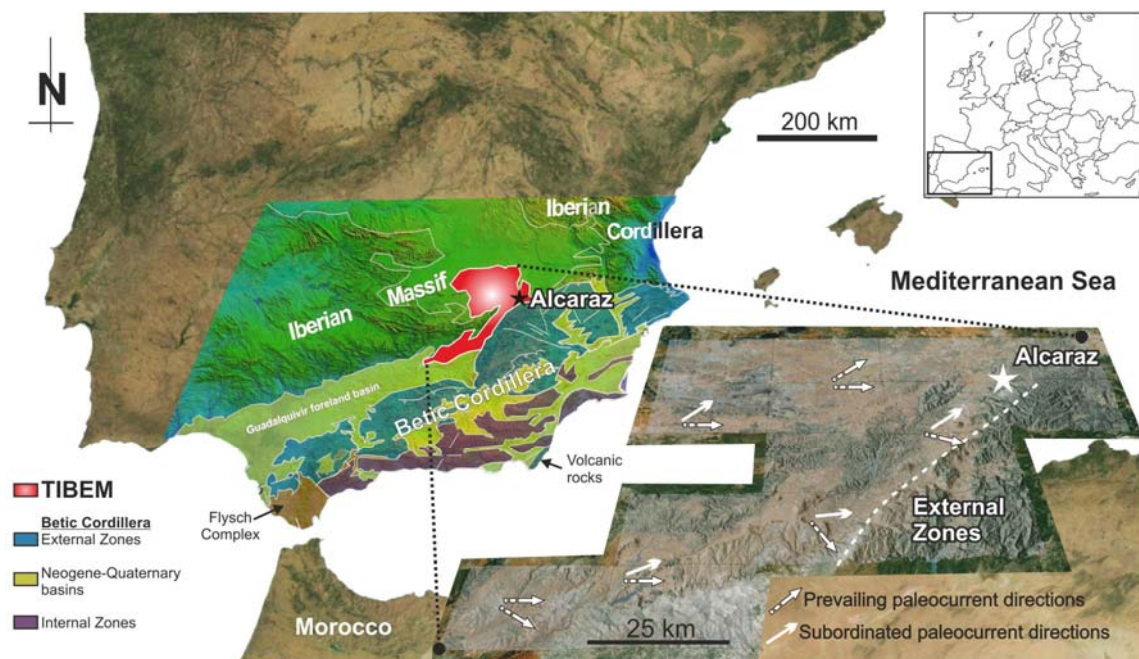 N
200 km
Iberian
Cordillera
Mediterranean Sea
Massif
Alcaraz
Iberian
Alcaraz
Guadalquivir foreland basin
Betic Cordillera
Volcanic
rocks
TIBEM
Betic Cordillera
External Zones
Flysch
Complex
External
Zones
Neogene-Quaternary
basins
Internal Zones
Morocco
25 km
Prevailing paleocurrent directions
Subordinated paleocurrent directions